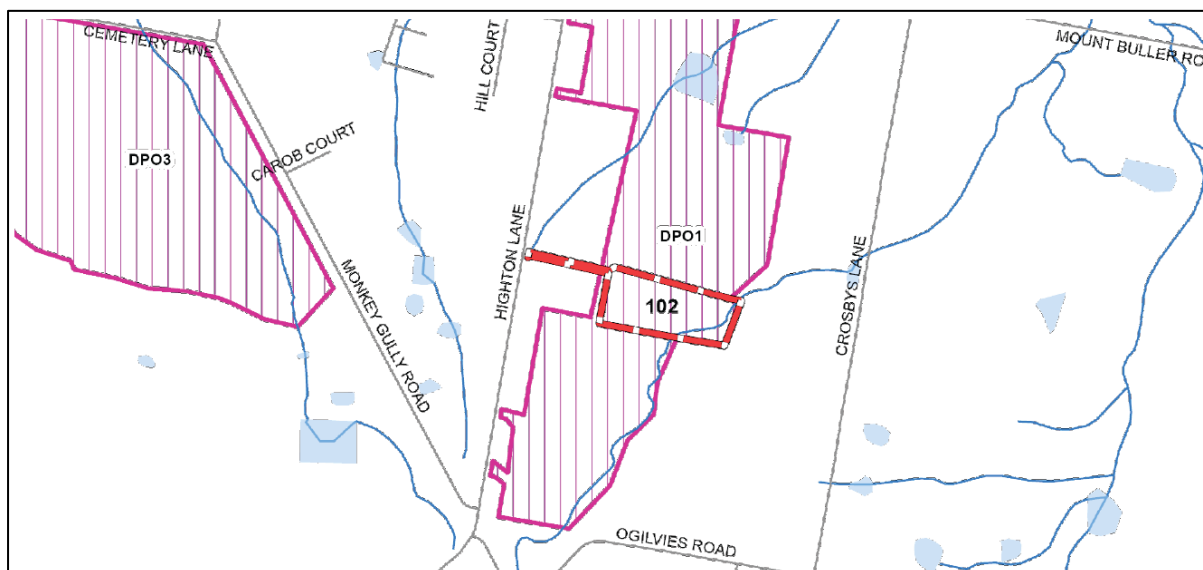 CEMETERY LANE
HILL COURT
MOUNT BULLER RO
DPO3
CAROB COURT
HIGHTON LANE
DPO1
MONKEY GULLY ROAD
102
CROSBYS LANE
OGILVIES ROAD